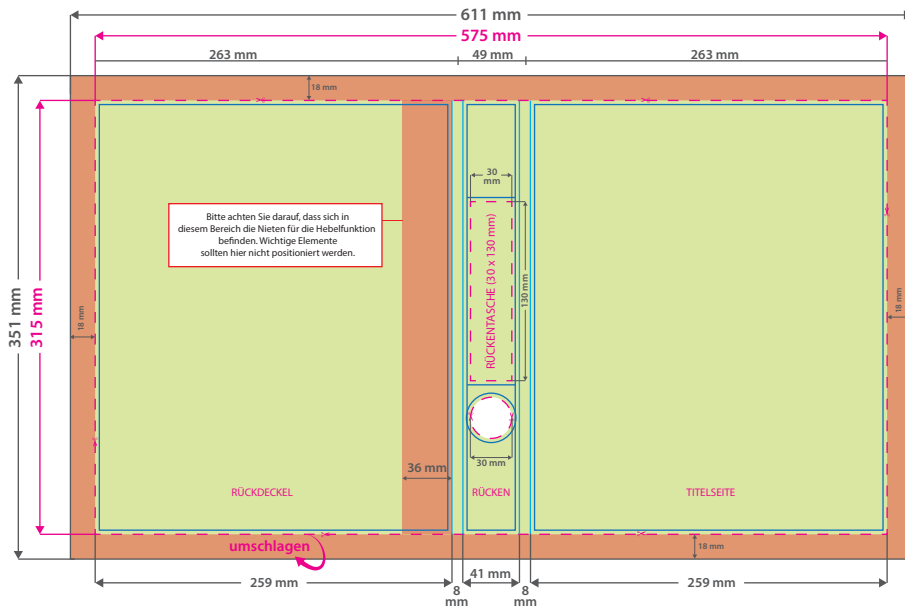 611 mm
575 mm
263 mm
49 mm
263 mm
18 mm
30
mm
Bitte achten Sie darauf, dass sich in
diesem Bereich die Nieten für die Hebelfunktion
befinden. Wichtige Elemente
sollten hier nicht positioniert werden.
RÜCKENTASCHE (30 x 130 mm)
130 mm
351 mm
315 mm
18 mm
18 mm
36 mm
30 mm
RÜCKDECKEL
RÜCKEN
TITELSEITE
umschlagen
18 mm
259 mm
8
mm
41 mm
8
mm
259 mm